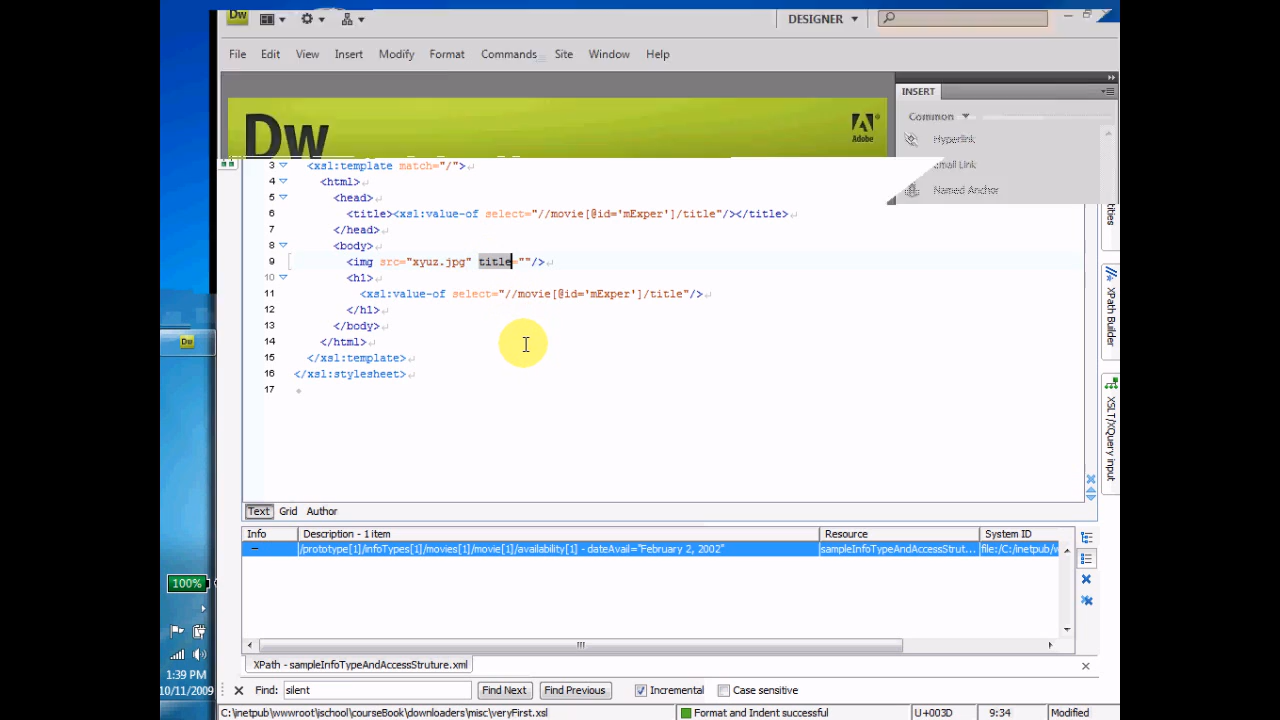 Dw DESIGNER
File Edit View Insert Modify Format Commands Site Window Help
INSERT
Dw Adobe
Common
Hyperlink
Email Link
Named Anchor
3 <xsl:template match="/">
4 <html>
5 <head>
6 <title><xsl:value-of select="//movie[@id='mExper']/title"/></title>
7 </head>
8 <body>
9 <img src="xyuz.jpg" title=""/>
10 <h1>
11 <xsl:value-of select="//movie[@id='mExper']/title"/>
12 </h1>
13 </body>
14 </html>
15 </xsl:template>
16 </xsl:stylesheet>
17
XPath Builder
XSLT/XQuery input
Dw
Text Grid Author
Info Description - 1 item Resource System ID
/prototype[1]/infoTypes[1]/movies[1]/movie[1]/availability[1] - dateAvail="February 2, 2002" sampleInfoTypeAndAccessStrut... file:/C:/inetpub/w
100%
XPath - sampleInfoTypeAndAccessStruture.xml
1:39 PM
10/11/2009
Find: silent Find Next Find Previous Incremental Case sensitive
C:\inetpub\wwwroot\ischool\courseBook\downloaders\misc\veryFirst.xsl Format and Indent successful U+003D 9:34 Modified